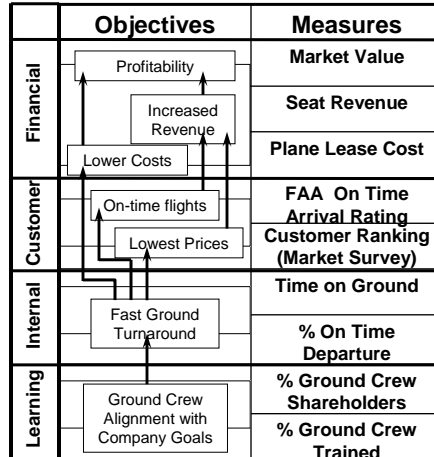 Objectives
Measures
Financial
Profitability
Increased
Revenue
Lower Costs
Market Value
Seat Revenue
Plane Lease Cost
Customer
On-time flights
Lowest Prices
FAA On Time
Arrival Rating
Customer Ranking
(Market Survey)
Internal
Fast Ground
Turnaround
Time on Ground
% On Time
Departure
Learning
Ground Crew
Alignment with
Company Goals
% Ground Crew
Shareholders
% Ground Crew
Trained